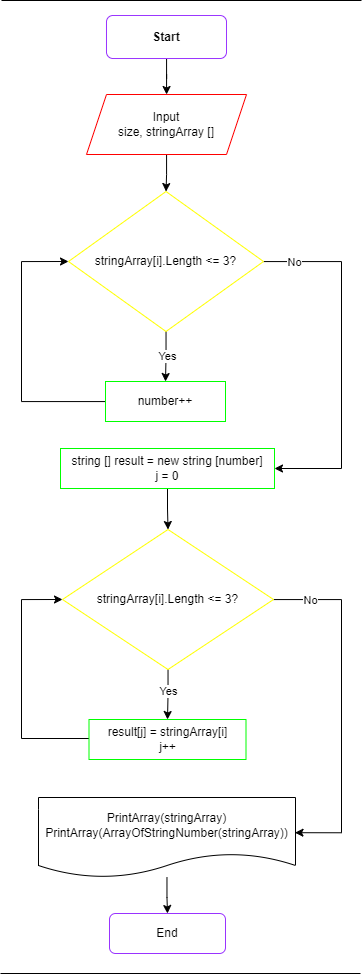 Start
Input
size, stringArray []
stringArray[i].Length <= 3?
No
Yes
number++
string [] result = new string [number]
j = 0
stringArray[i].Length <= 3?
No
Yes
result[j] = stringArray[i]
j++
PrintArray(stringArray)
PrintArray(ArrayOfStringNumber(stringArray))
End